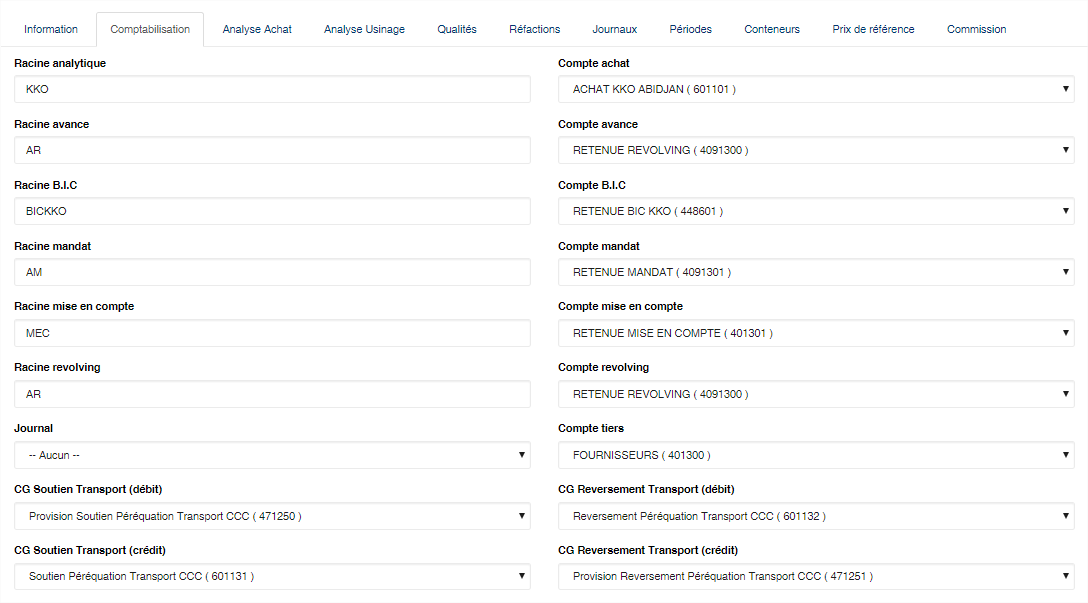 Information Comptabilisation Analyse Achat Analyse Usinage Qualités Réfactions Journaux Périodes Conteneurs Prix de référence Commission
Racine analytique Compte achat
KKO ACHAT KKO ABIDJAN ( 601101 )
Racine avance Compte avance
AR RETENUE REVOLVING ( 4091300 )
Racine B.I.C Compte B.I.C
BICKKO RETENUE BIC KKO ( 448601 )
Racine mandat Compte mandat
AM RETENUE MANDAT ( 4091301 )
Racine mise en compte Compte mise en compte
MEC RETENUE MISE EN COMPTE ( 401301 )
Racine revolving Compte revolving
AR RETENUE REVOLVING ( 4091300 )
Journal Compte tiers
-- Aucun -- FOURNISSEURS ( 401300 )
CG Soutien Transport (débit) CG Reversement Transport (débit)
Provision Soutien Péréquation Transport CCC ( 471250 ) Reversement Péréquation Transport CCC ( 601132 )
CG Soutien Transport (crédit) CG Reversement Transport (crédit)
Soutien Péréquation Transport CCC ( 601131 ) Provision Reversement Péréquation Transport CCC ( 471251 )